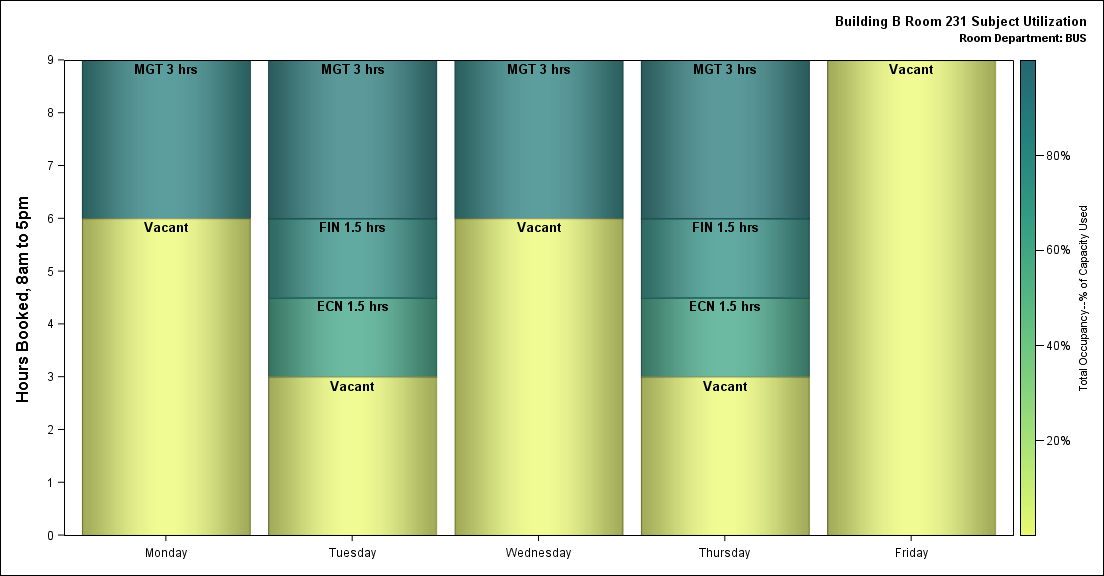 Building B Room 231 Subject Utilization
Room Department: BUS
Hours Booked, 8am to 5pm
9
8
7
6
5
4
3
2
1
0
MGT 3 hrs
Vacant
MGT 3 hrs
FIN 1.5 hrs
ECN 1.5 hrs
Vacant
MGT 3 hrs
Vacant
MGT 3 hrs
FIN 1.5 hrs
ECN 1.5 hrs
Vacant
Vacant
Monday
Tuesday
Wednesday
Thursday
Friday
80%
60%
40%
20%
Total Occupancy--% of Capacity Used